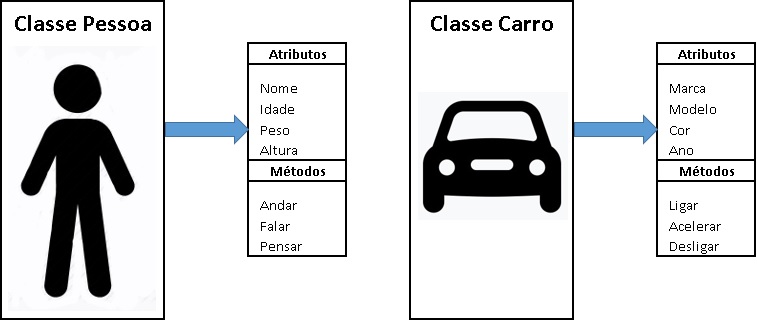 Classe Pessoa
Atributos
Nome
Idade
Peso
Altura
Métodos
Andar
Falar
Pensar
Classe Carro
Atributos
Marca
Modelo
Cor
Ano
Métodos
Ligar
Acelerar
Desligar